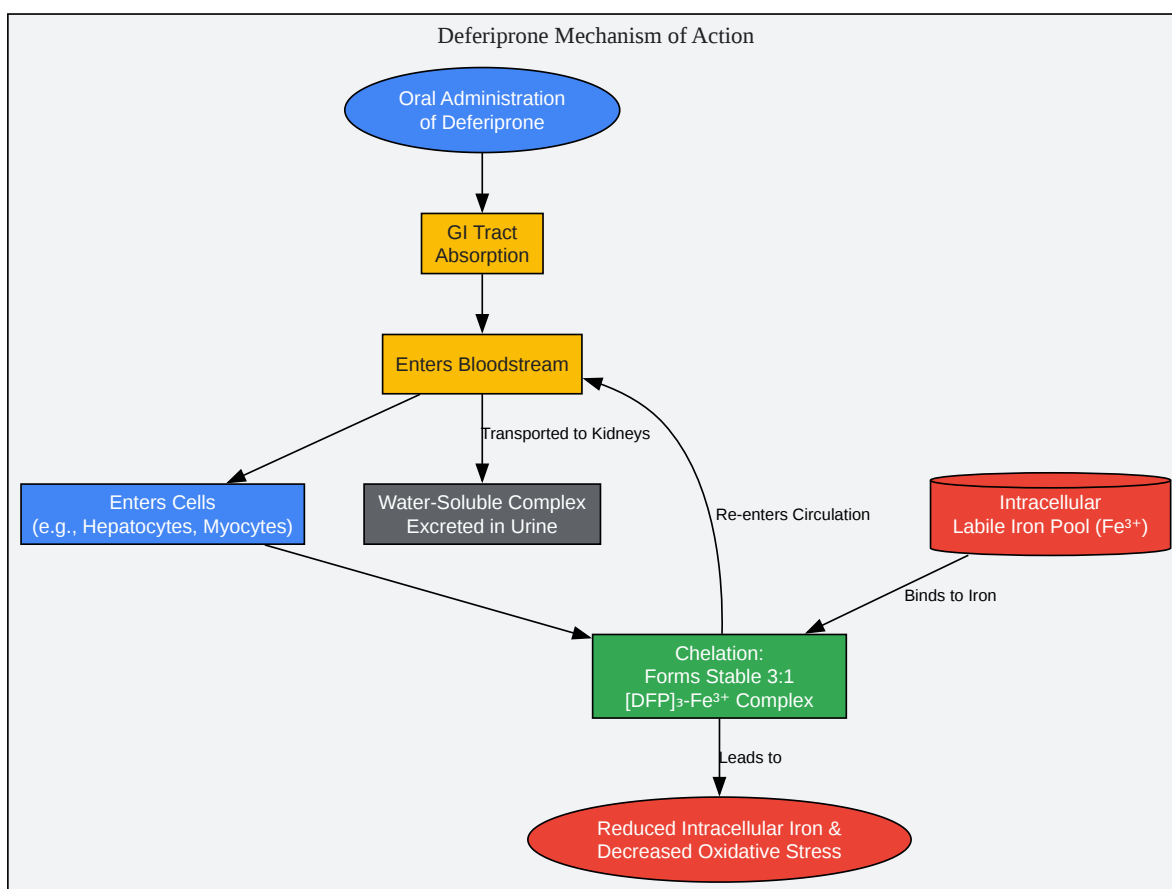 Deferiprone Mechanism of Action
Oral Administration
of Deferiprone
GI Tract
Absorption
Enters Bloodstream
Transported to Kidneys
Enters Cells
(e.g., Hepatocytes, Myocytes)
Water-Soluble Complex
Excreted in Urine
Re-enters Circulation
Intracellular
Labile Iron Pool (Fe³⁺)
Binds to Iron
Chelation:
Forms Stable 3:1
[DFP]₃-Fe³⁺ Complex
Leads to
Reduced Intracellular Iron &
Decreased Oxidative Stress